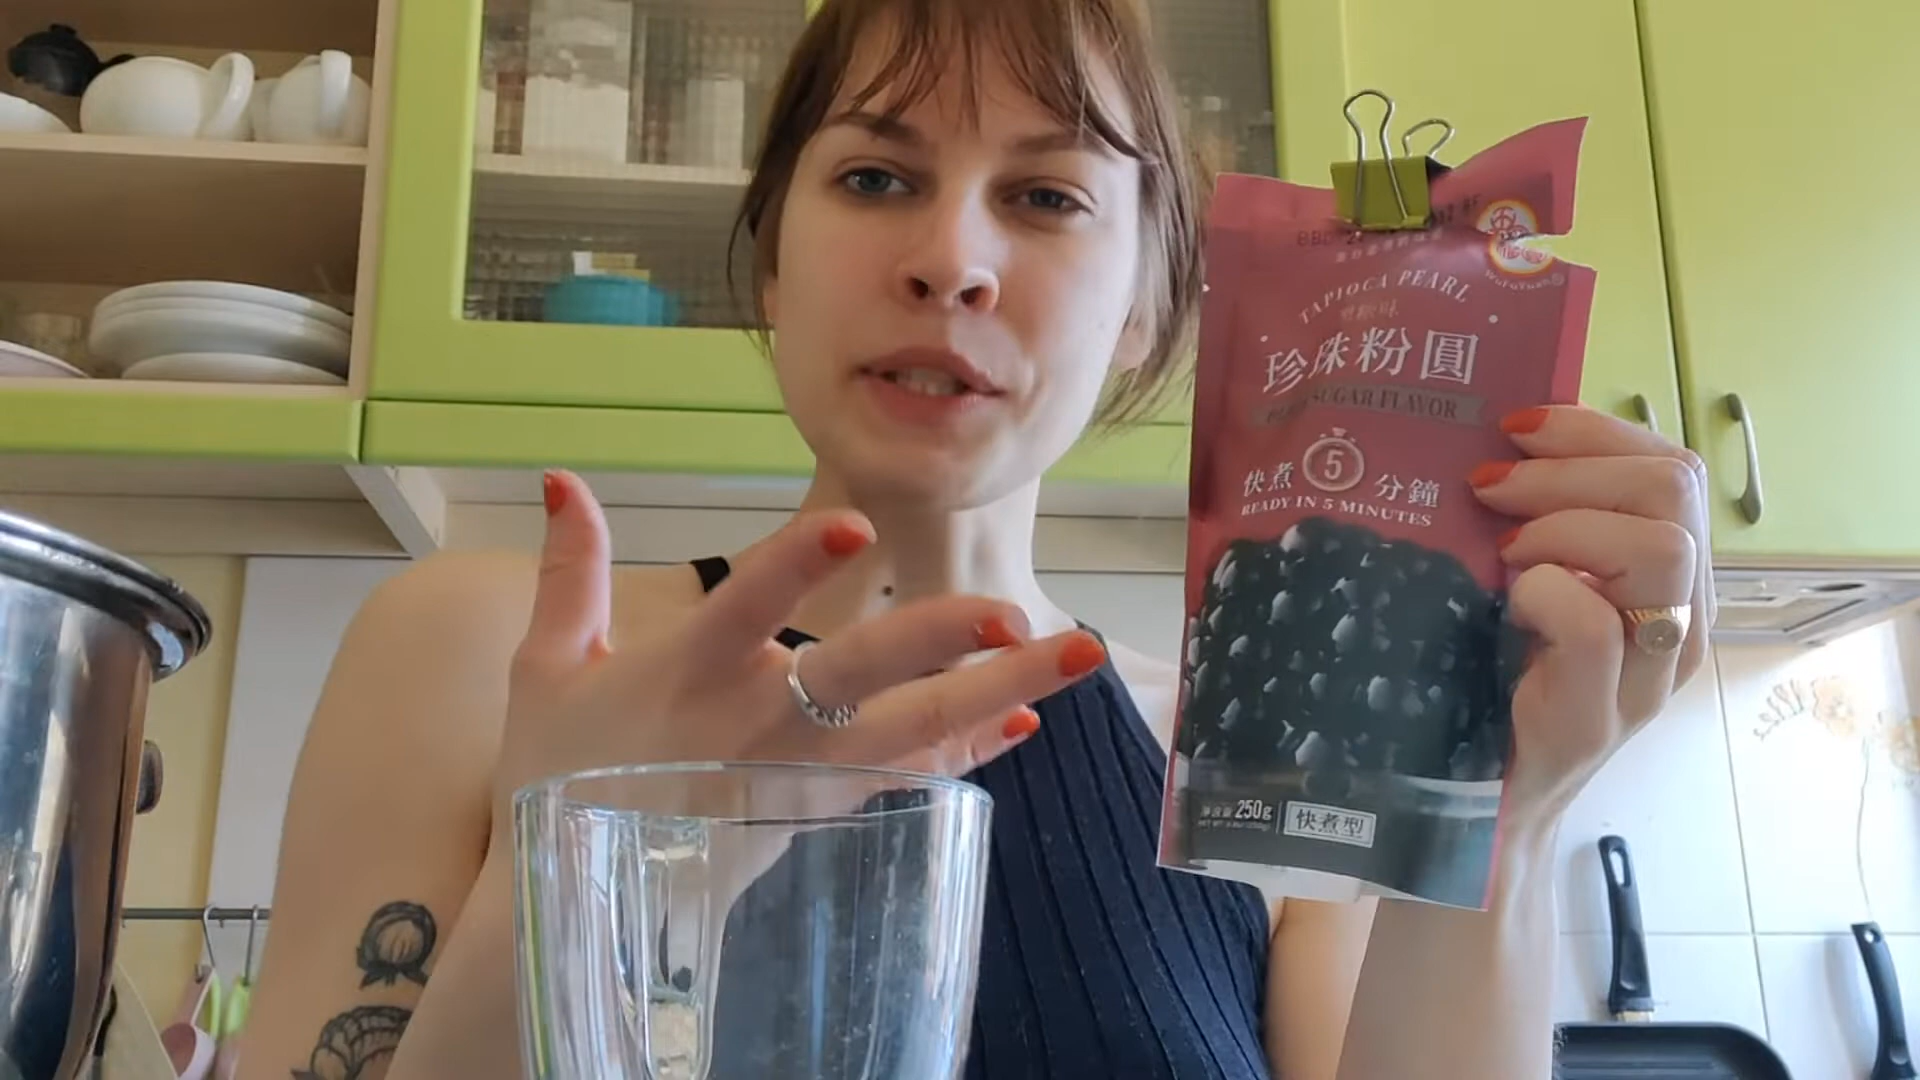 TAPIOCA PEARL
珍珠粉圓
SUGAR FLAVOR
快煮 5 分鐘
READY IN 5 MINUTES
250g
快煮型
WuFuYuan